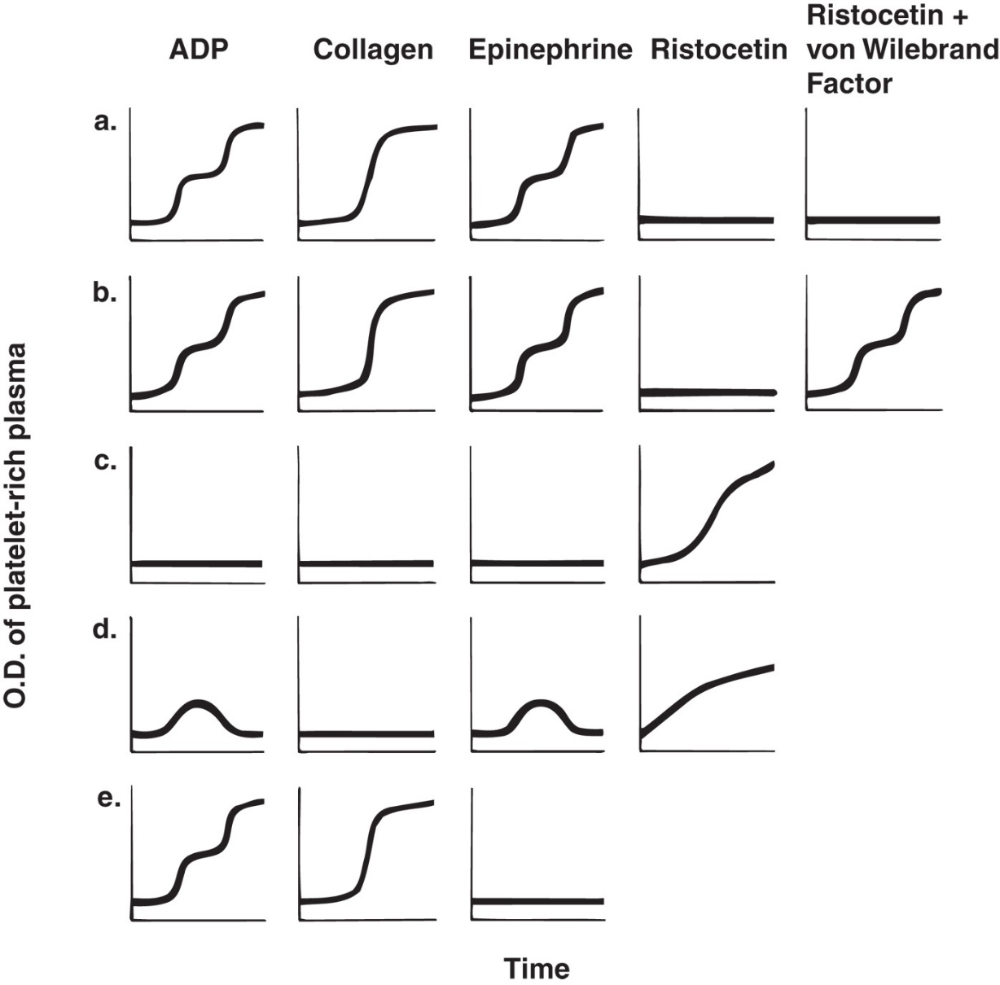 ADP
Collagen
Epinephrine
Ristocetin
Ristocetin +
von Wilebrand
Factor
a.
b.
c.
d.
e.
O.D. of platelet-rich plasma
Time